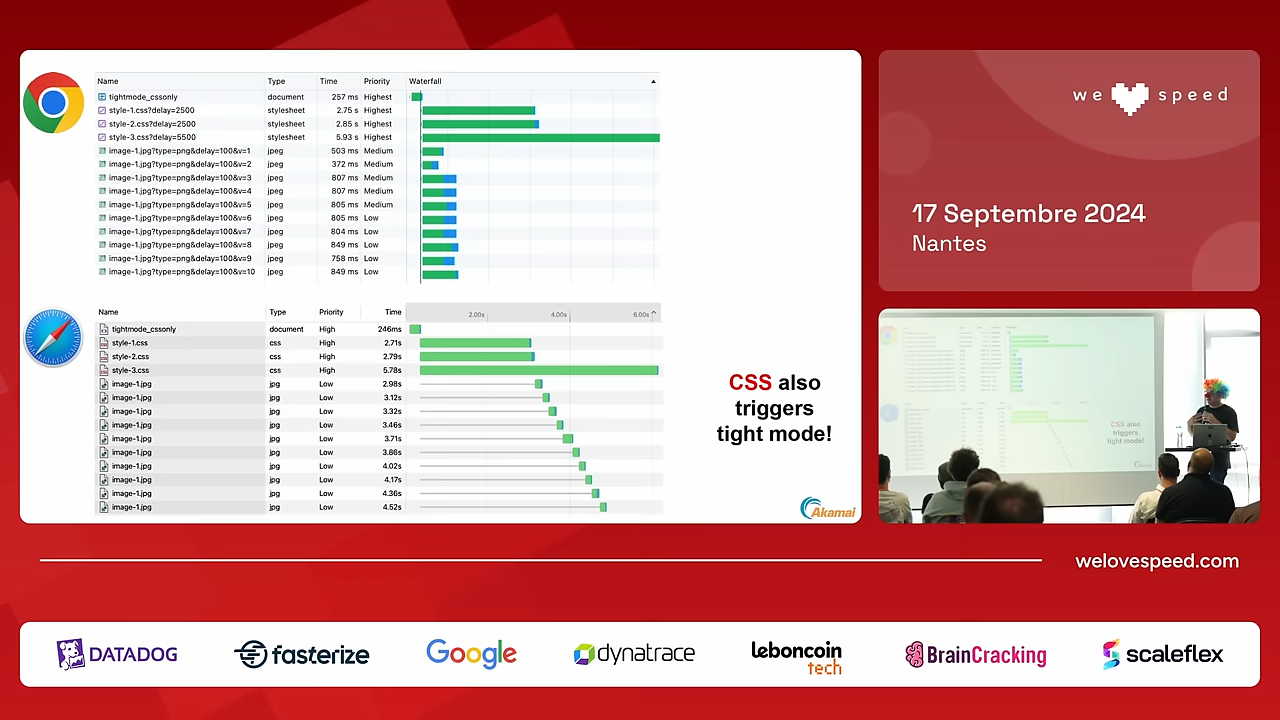 Name Type Time Priority Waterfall
tightmode_cssonly document 257 ms Highest
style-1.css?delay=2500 stylesheet 2.75 s Highest
style-2.css?delay=2500 stylesheet 2.85 s Highest
style-3.css?delay=5500 stylesheet 5.93 s Highest
image-1.jpg?type=png&delay=100&v=1 jpeg 503 ms Medium
image-1.jpg?type=png&delay=100&v=2 jpeg 372 ms Medium
image-1.jpg?type=png&delay=100&v=3 jpeg 807 ms Medium
image-1.jpg?type=png&delay=100&v=4 jpeg 807 ms Medium
image-1.jpg?type=png&delay=100&v=5 jpeg 805 ms Medium
image-1.jpg?type=png&delay=100&v=6 jpeg 805 ms Low
image-1.jpg?type=png&delay=100&v=7 jpeg 804 ms Low
image-1.jpg?type=png&delay=100&v=8 jpeg 849 ms Low
image-1.jpg?type=png&delay=100&v=9 jpeg 758 ms Low
image-1.jpg?type=png&delay=100&v=10 jpeg 849 ms Low
Name Type Priority Time 2.00s 4.00s 6.00s
tightmode_cssonly document High 246ms
style-1.css css High 2.71s
style-2.css css High 2.79s
style-3.css css High 5.78s
image-1.jpg jpg Low 2.98s
image-1.jpg jpg Low 3.12s
image-1.jpg jpg Low 3.32s
image-1.jpg jpg Low 3.46s
image-1.jpg jpg Low 3.71s
image-1.jpg jpg Low 3.86s
image-1.jpg jpg Low 4.02s
image-1.jpg jpg Low 4.17s
image-1.jpg jpg Low 4.36s
image-1.jpg jpg Low 4.52s
CSS also
triggers
tight mode!
Akamai
we speed
17 Septembre 2024
Nantes
CSS also
triggers
tight mode!
welovespeed.com
DATADOG
fasterize
Google
dynatrace
leboncoin
tech
BrainCracking
scaleflex